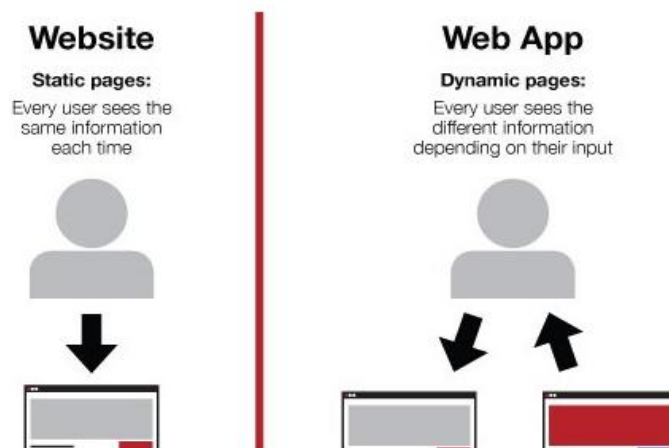 Website
Static pages:
Every user sees the
same information
each time
Web App
Dynamic pages:
Every user sees the
different information
depending on their input